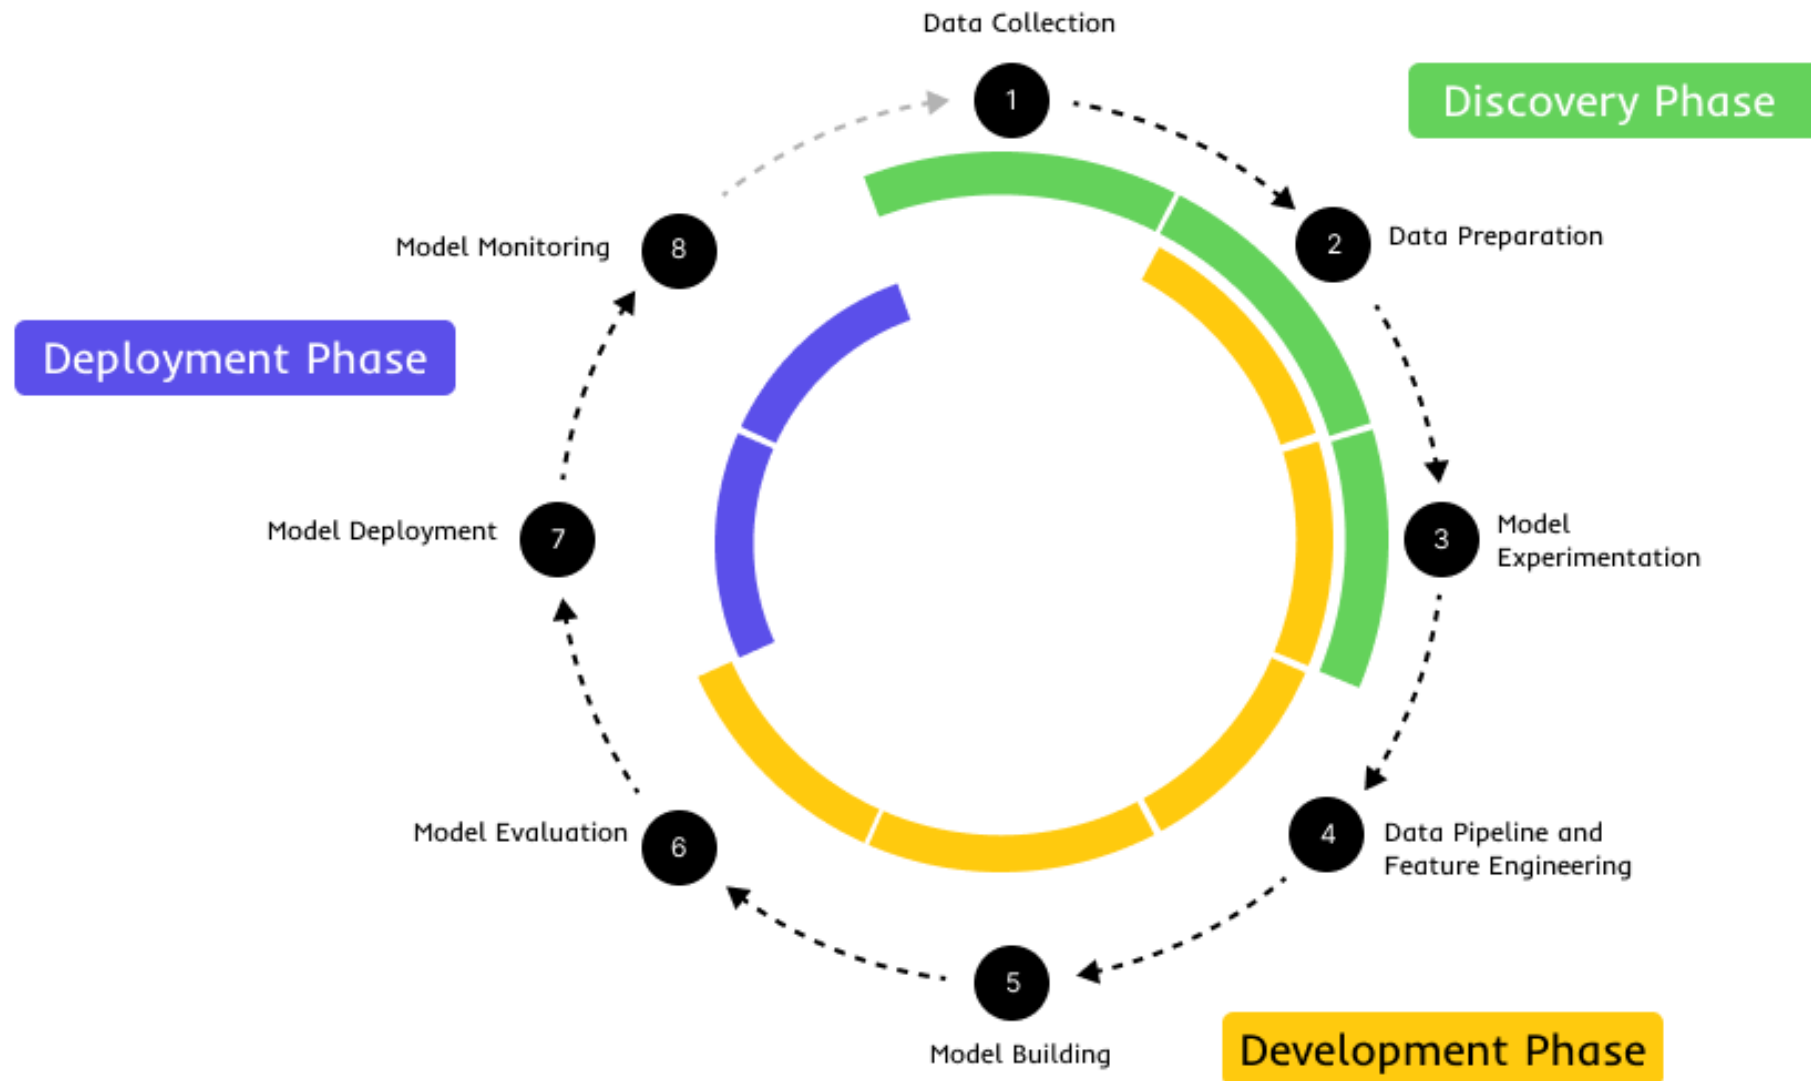 Data Collection
1
Discovery Phase
2
Data Preparation
Model Monitoring
8
Deployment Phase
Model Deployment
7
3
Model
Experimentation
Model Evaluation
6
4
Data Pipeline and
Feature Engineering
5
Model Building
Development Phase